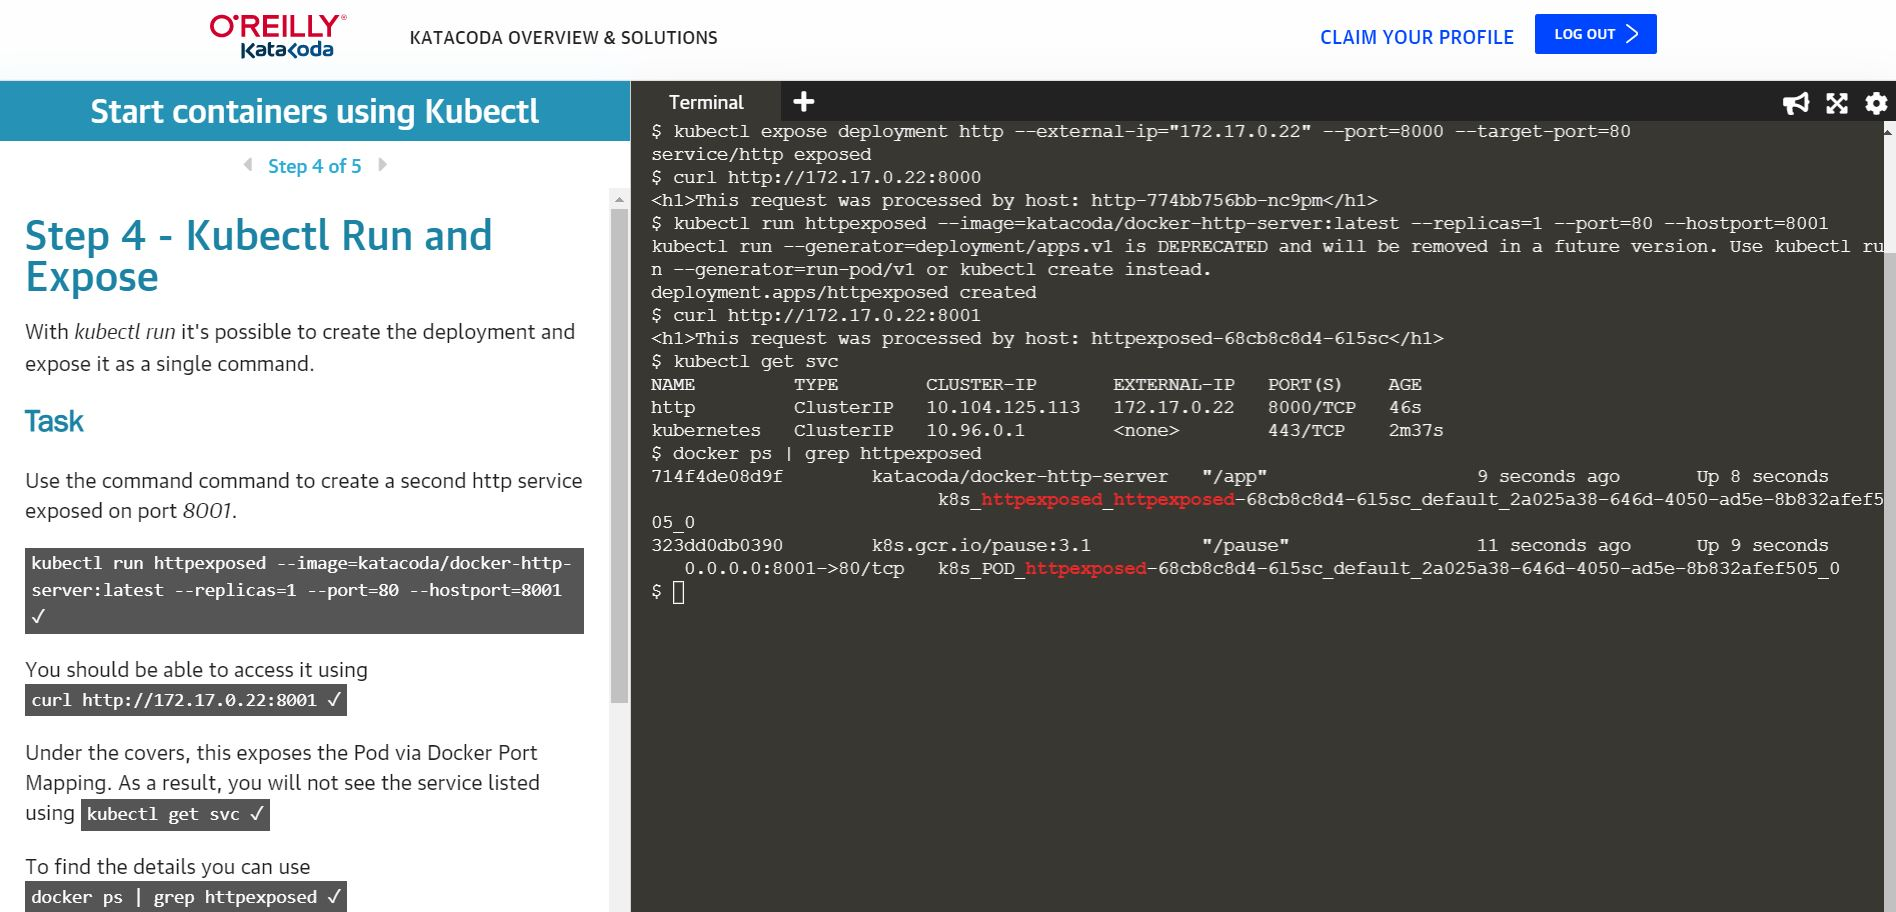 O'REILLY®
Katacoda
KATACODA OVERVIEW & SOLUTIONS
CLAIM YOUR PROFILE
LOG OUT
Start containers using Kubectl
Step 4 of 5
Step 4 - Kubectl Run and
Expose
With kubectl run it's possible to create the deployment and
expose it as a single command.
Task
Use the command command to create a second http service
exposed on port 8001.
kubectl run httpexposed --image=katacoda/docker-http-
server:latest --replicas=1 --port=80 --hostport=8001
✓
You should be able to access it using
curl http://172.17.0.22:8001 ✓
Under the covers, this exposes the Pod via Docker Port
Mapping. As a result, you will not see the service listed
using kubectl get svc ✓
To find the details you can use
docker ps | grep httpexposed ✓
Terminal
$ kubectl expose deployment http --external-ip="172.17.0.22" --port=8000 --target-port=80
service/http exposed
$ curl http://172.17.0.22:8000
<h1>This request was processed by host: http-774bb756bb-nc9pm</h1>
$ kubectl run httpexposed --image=katacoda/docker-http-server:latest --replicas=1 --port=80 --hostport=8001
kubectl run --generator=deployment/apps.v1 is DEPRECATED and will be removed in a future version. Use kubectl ru
n --generator=run-pod/v1 or kubectl create instead.
deployment.apps/httpexposed created
$ curl http://172.17.0.22:8001
<h1>This request was processed by host: httpexposed-68cb8c8d4-6l5sc</h1>
$ kubectl get svc
NAME TYPE CLUSTER-IP EXTERNAL-IP PORT(S) AGE
http ClusterIP 10.104.125.113 172.17.0.22 8000/TCP 46s
kubernetes ClusterIP 10.96.0.1 <none> 443/TCP 2m37s
$ docker ps | grep httpexposed
714f4de08d9f katacoda/docker-http-server "/app" 9 seconds ago Up 8 seconds
k8s_httpexposed_httpexposed-68cb8c8d4-6l5sc_default_2a025a38-646d-4050-ad5e-8b832afef5
05_0
323dd0db0390 k8s.gcr.io/pause:3.1 "/pause" 11 seconds ago Up 9 seconds
0.0.0.0:8001->80/tcp k8s_POD_httpexposed-68cb8c8d4-6l5sc_default_2a025a38-646d-4050-ad5e-8b832afef505_0
$